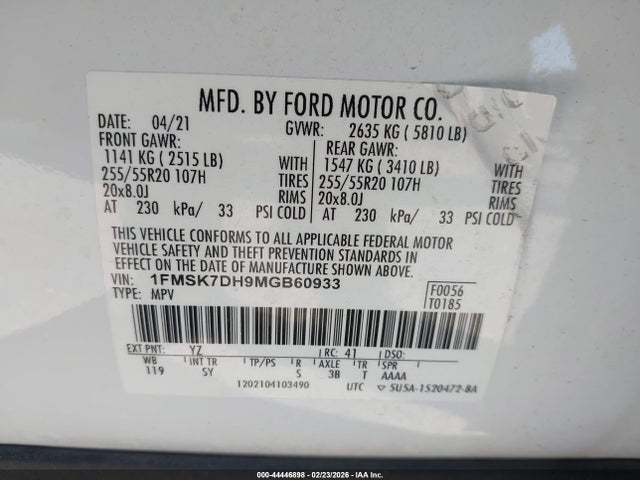 MFD. BY FORD MOTOR CO.
DATE: 04/21 GVWR: 2635 KG ( 5810 LB)
FRONT GAWR: REAR GAWR:
1141 KG ( 2515 LB) WITH 1547 KG ( 3410 LB) WITH
255/55R20 107H TIRES 255/55R20 107H TIRES
20x8.0J RIMS 20x8.0J RIMS
AT 230 kPa/ 33 PSI COLD AT 230 kPa/ 33 PSI COLD
THIS VEHICLE CONFORMS TO ALL APPLICABLE FEDERAL MOTOR
VEHICLE SAFETY AND THEFT PREVENTION STANDARDS IN
EFFECT ON THE DATE OF MANUFACTURE SHOWN ABOVE.
VIN: 1FMSK7DH9MGB60933 F0056
TYPE: MPV T0185
EXT PNT: YZ RC: 41 DSO:
WB INT TR TP/PS R AXLE TR SPR
119 SY S 3B T AAAA
1202104103490 UTC 5U5A-1520472-BA
000-44446898 - 02/23/2026 - IAA Inc.